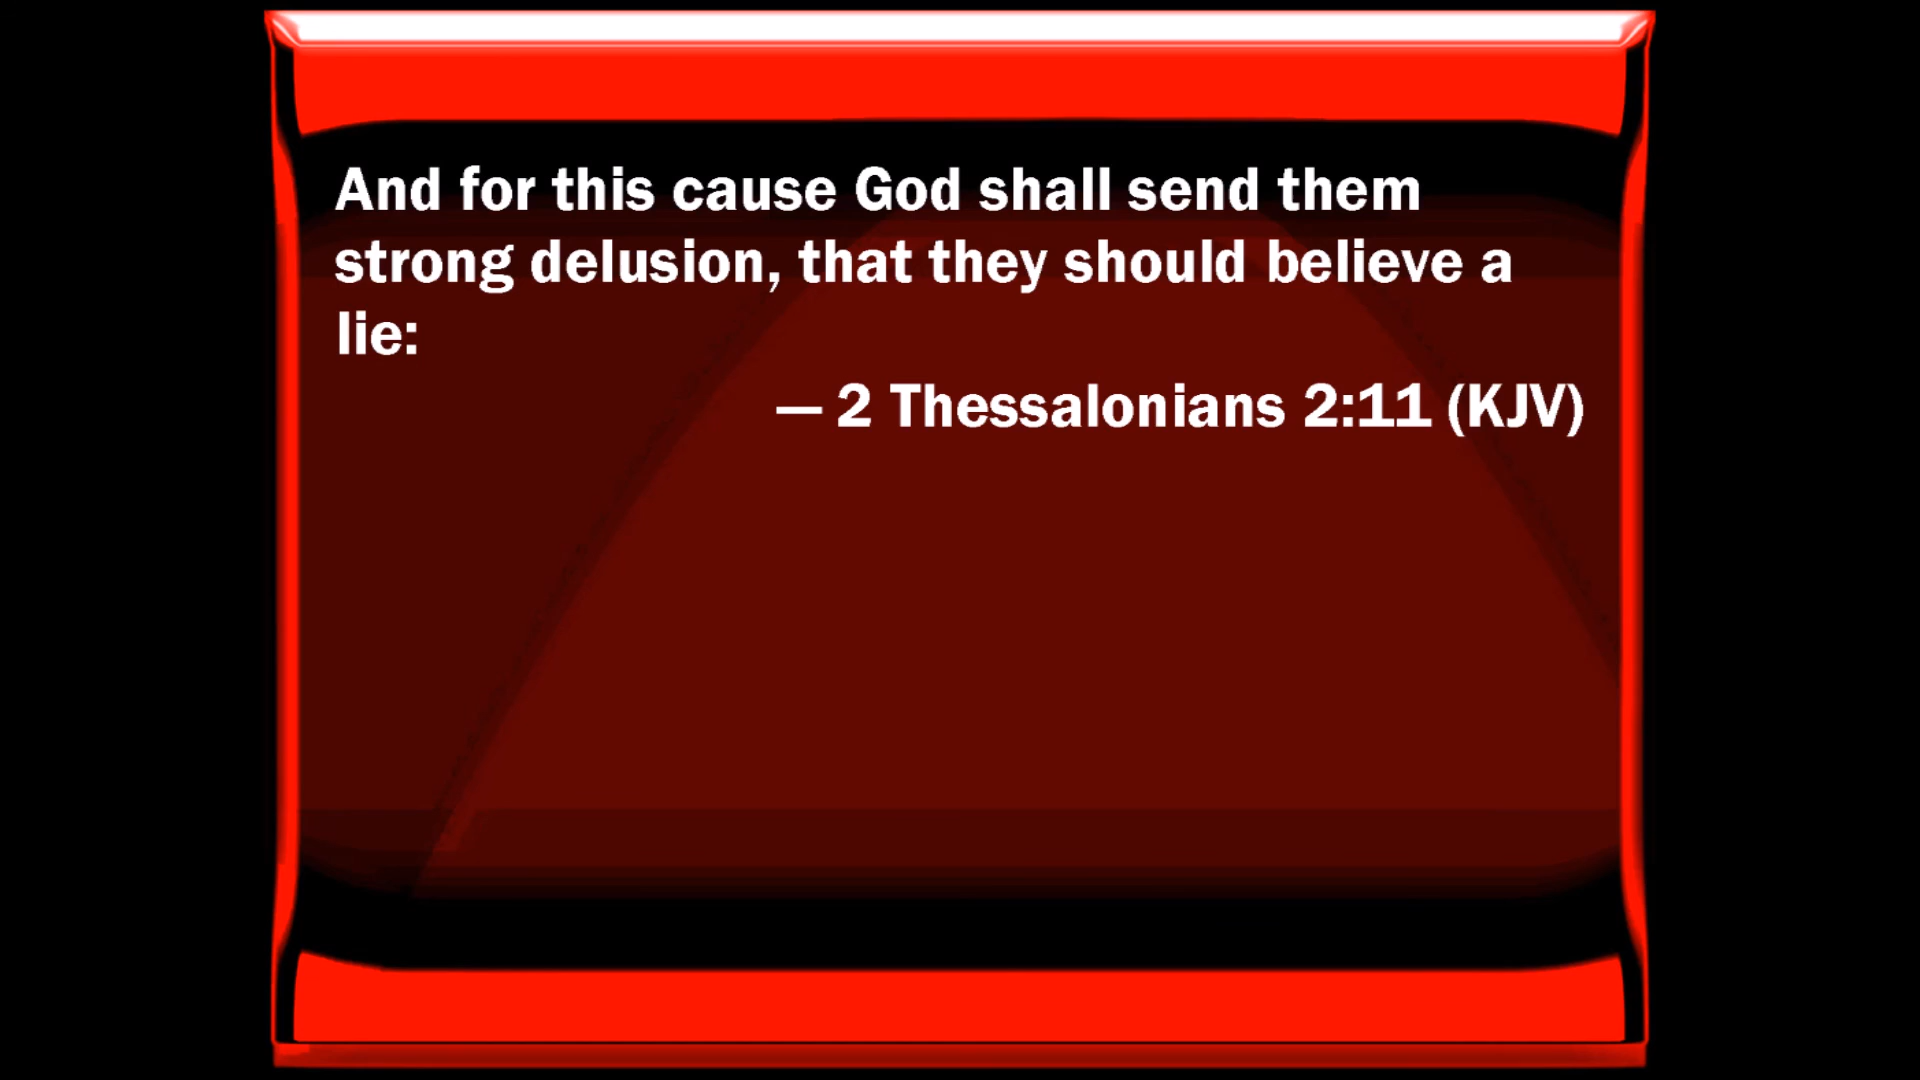 And for this cause God shall send them
strong delusion, that they should believe a
lie:
— 2 Thessalonians 2:11 (KJV)